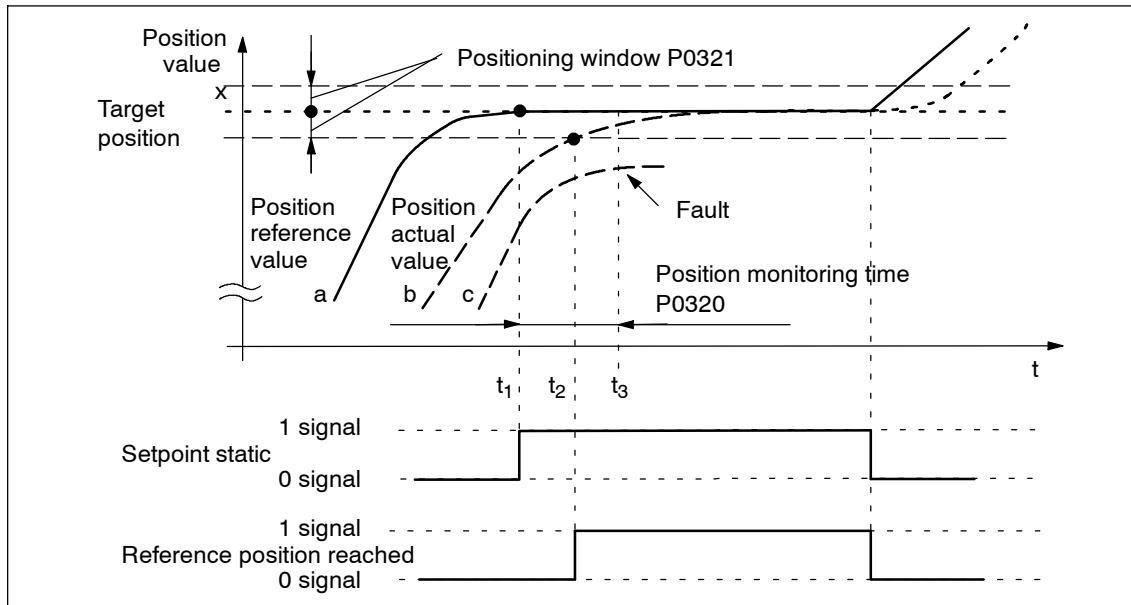 Position
value
x
Positioning window P0321
Target
position
Position
reference
value
Position
actual
value
Fault
a
b
c
Position monitoring time
P0320
t
t1
t2
t3
1 signal
Setpoint static
0 signal
1 signal
Reference position reached
0 signal